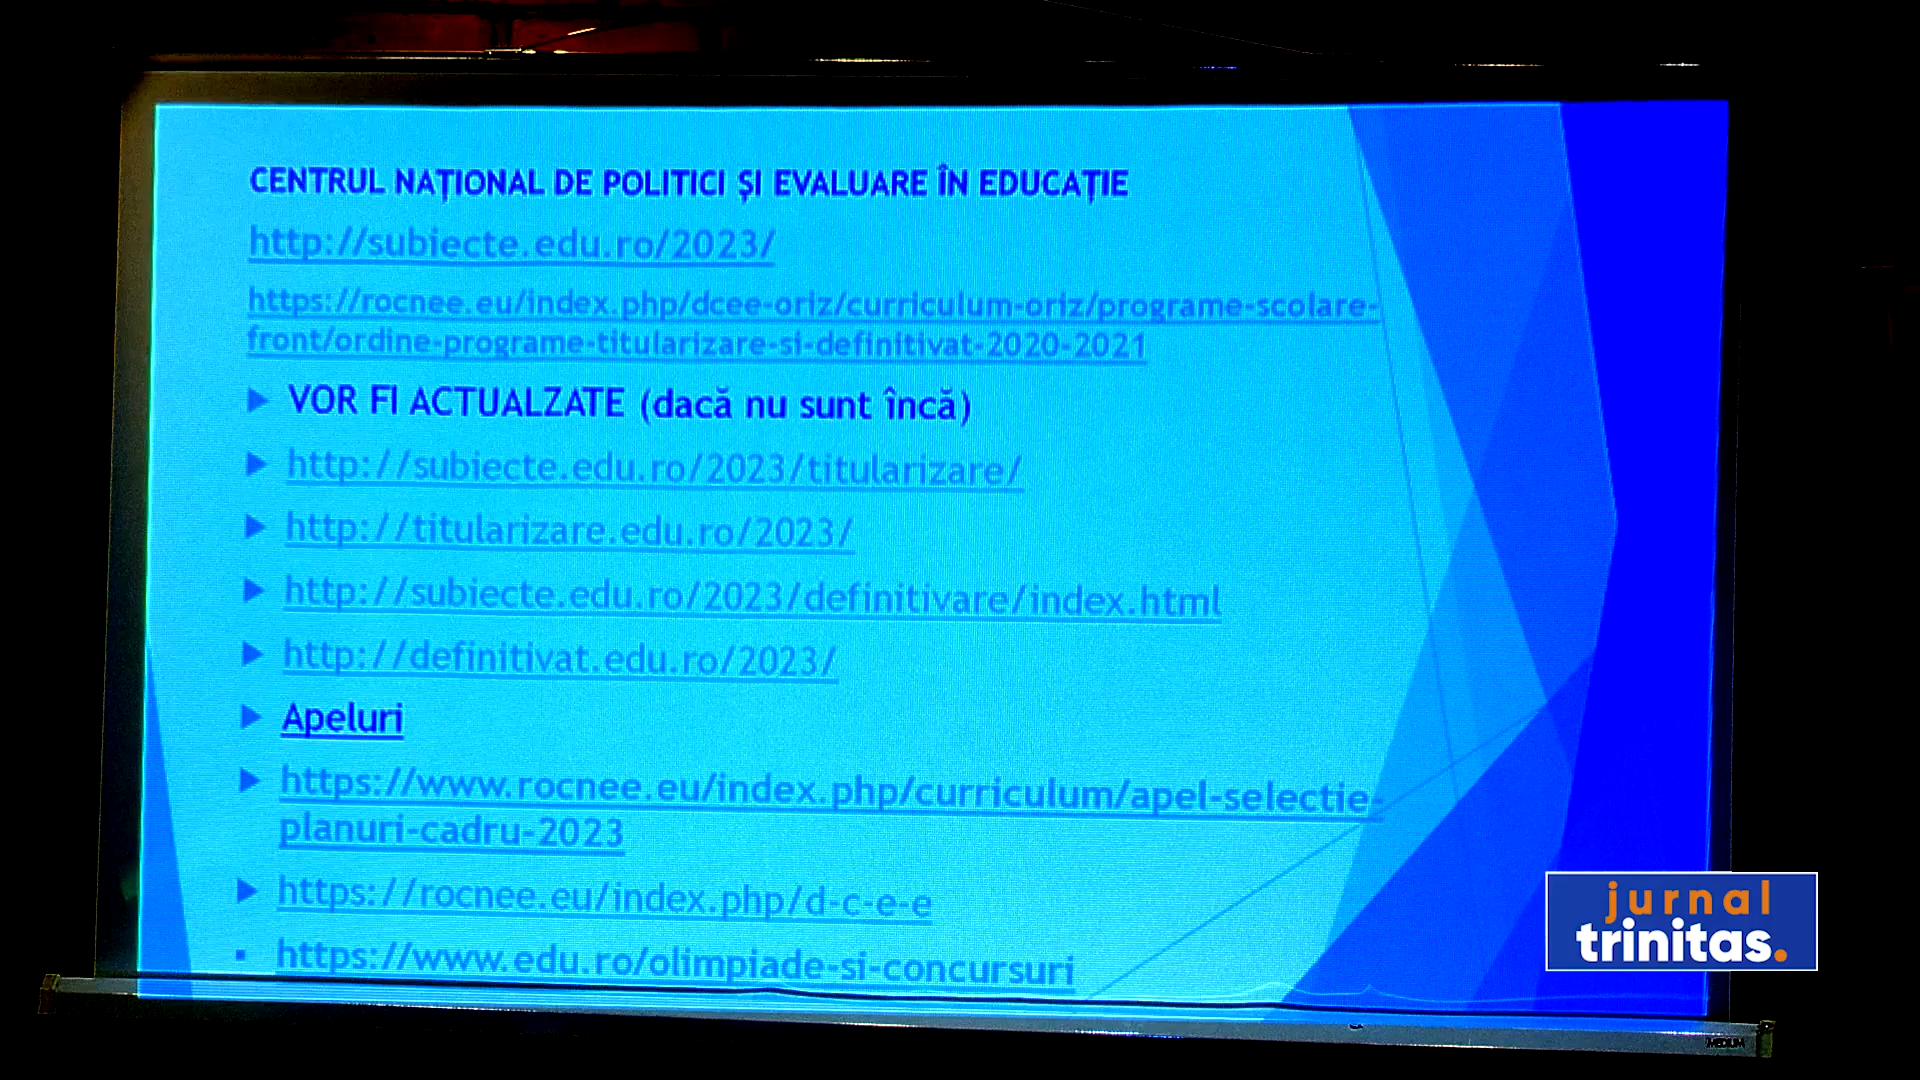 CENTRUL NAȚIONAL DE POLITICI ȘI EVALUARE ÎN EDUCAȚIE
http://subiecte.edu.ro/2023/
https://rocnee.eu/index.php/dcee-oriz/curriculum-oriz/programe-scolare-
front/ordine-programe-titularizare-si-definitivat-2020-2021
VOR FI ACTUALZATE (dacă nu sunt încă)
http://subiecte.edu.ro/2023/titularizare/
http://titularizare.edu.ro/2023/
http://subiecte.edu.ro/2023/definitivare/index.html
http://definitivat.edu.ro/2023/
Apeluri
https://www.rocnee.eu/index.php/curriculum/apel-selectie-
planuri-cadru-2023
https://rocnee.eu/index.php/d-c-e-e
https://www.edu.ro/olimpiade-si-concursuri
jurnal
trinitas.